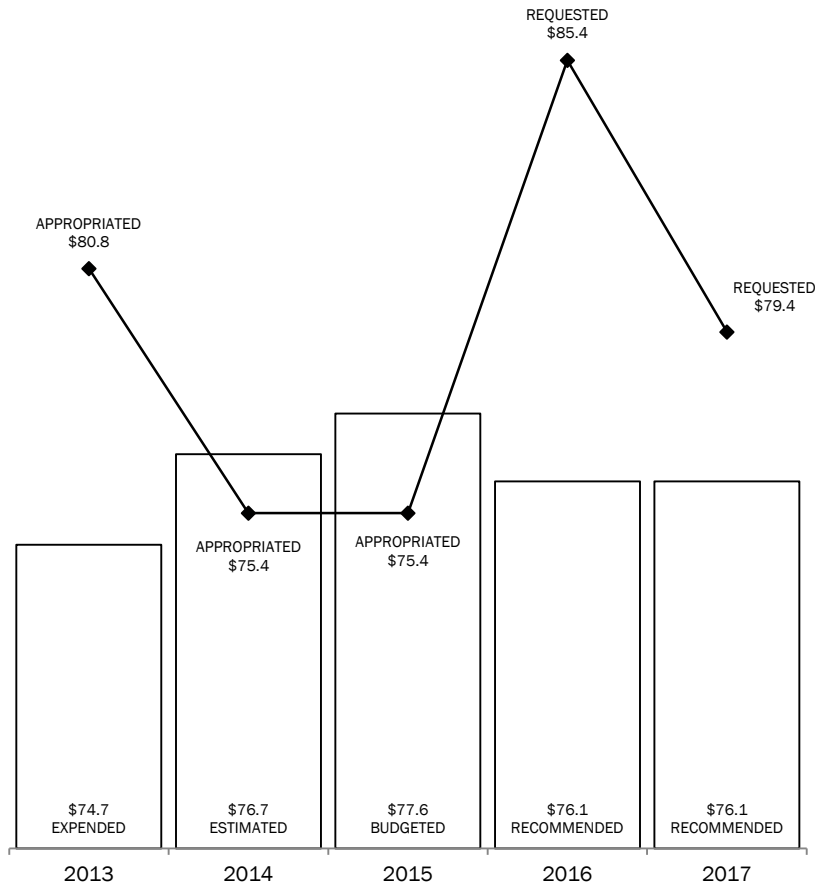 REQUESTED
$85.4
APPROPRIATED
$80.8
REQUESTED
$79.4
APPROPRIATED
$75.4
APPROPRIATED
$75.4
$74.7
EXPENDED
$76.7
ESTIMATED
$77.6
BUDGETED
$76.1
RECOMMENDED
$76.1
RECOMMENDED
2013
2014
2015
2016
2017